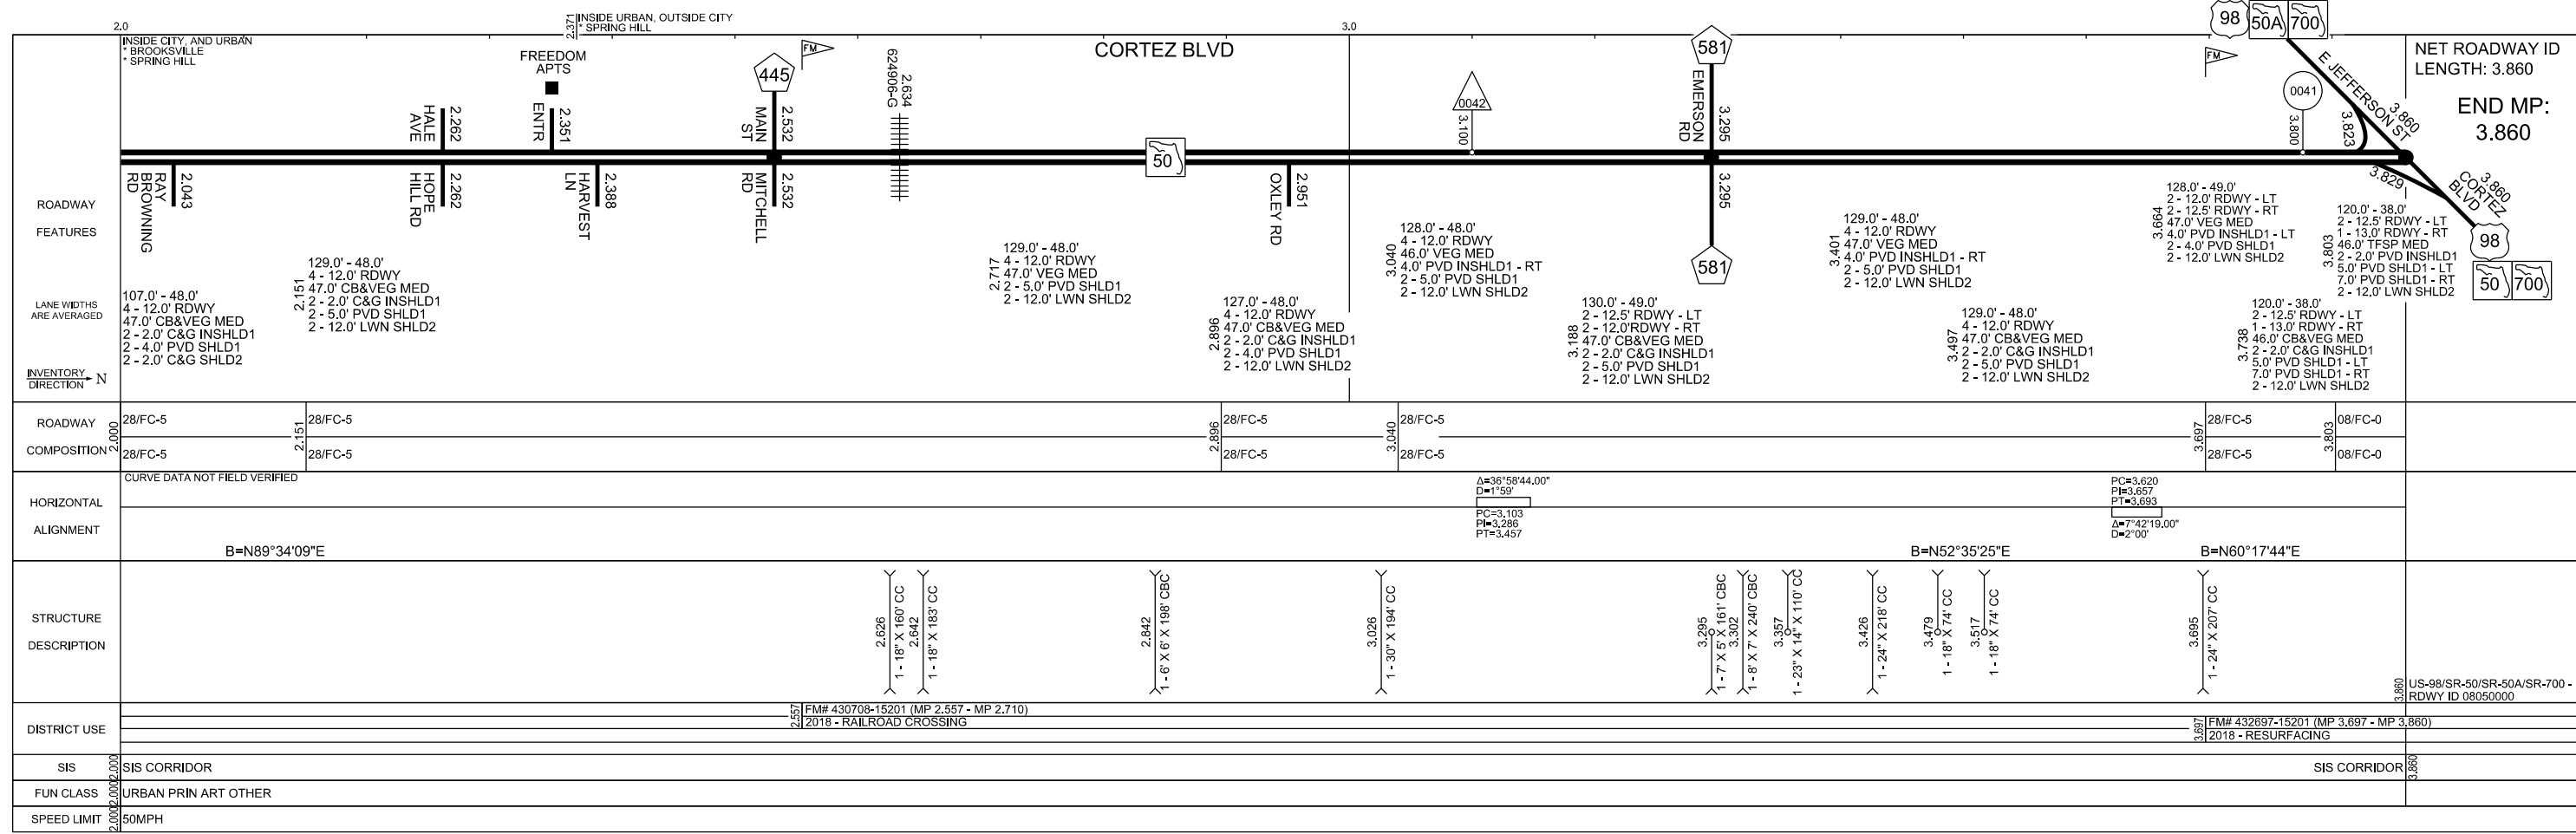 2.0
INSIDE CITY, AND URBAN
* BROOKSVILLE
* SPRING HILL
2.371
INSIDE URBAN, OUTSIDE CITY
* SPRING HILL
3.0
CORTEZ BLVD
FREEDOM
APTS
HALE
AVE
2.262
ENTR
2.351
445
FM
MAIN
ST
2.532
624906-G
2.634
0042
3.100
581
EMERSON
RD
3.295
FM
98
50A
700
E JEFFERSON ST
3.860
0041
3.800
3.823
NET ROADWAY ID
LENGTH: 3.860
END MP:
3.860
50
RAY
BROWNING
RD
2.043
HOPE
HILL RD
2.262
HARVEST
LN
2.388
MITCHELL
RD
2.532
OXLEY RD
2.951
3.295
581
3.829
3.860
CORTEZ
BLVD
98
50
700
ROADWAY
FEATURES
LANE WIDTHS
ARE AVERAGED
INVENTORY
DIRECTION
N
107.0' - 48.0'
4 - 12.0' RDWY
47.0' CB&VEG MED
2 - 2.0' C&G INSHLD1
2 - 4.0' PVD SHLD1
2 - 2.0' C&G SHLD2
2.151
129.0' - 48.0'
4 - 12.0' RDWY
47.0' CB&VEG MED
2 - 2.0' C&G INSHLD1
2 - 5.0' PVD SHLD1
2 - 12.0' LWN SHLD2
2.717
129.0' - 48.0'
4 - 12.0' RDWY
47.0' VEG MED
2 - 5.0' PVD SHLD1
2 - 12.0' LWN SHLD2
2.896
127.0' - 48.0'
4 - 12.0' RDWY
47.0' CB&VEG MED
2 - 2.0' C&G INSHLD1
2 - 4.0' PVD SHLD1
2 - 12.0' LWN SHLD2
3.040
128.0' - 48.0'
4 - 12.0' RDWY
46.0' VEG MED
4.0' PVD INSHLD1 - RT
2 - 5.0' PVD SHLD1
2 - 12.0' LWN SHLD2
3.188
130.0' - 49.0'
2 - 12.5' RDWY - LT
2 - 12.0'RDWY - RT
47.0' CB&VEG MED
2 - 2.0' C&G INSHLD1
2 - 5.0' PVD SHLD1
2 - 12.0' LWN SHLD2
3.401
129.0' - 48.0'
4 - 12.0' RDWY
47.0' VEG MED
4.0' PVD INSHLD1 - RT
2 - 5.0' PVD SHLD1
2 - 12.0' LWN SHLD2
3.497
129.0' - 48.0'
4 - 12.0' RDWY
47.0' CB&VEG MED
2 - 2.0' C&G INSHLD1
2 - 5.0' PVD SHLD1
2 - 12.0' LWN SHLD2
3.664
128.0' - 49.0'
2 - 12.0' RDWY - LT
2 - 12.5' RDWY - RT
47.0' VEG MED
4.0' PVD INSHLD1 - LT
2 - 4.0' PVD SHLD1
2 - 12.0' LWN SHLD2
3.738
120.0' - 38.0'
2 - 12.5' RDWY - LT
1 - 13.0' RDWY - RT
46.0' CB&VEG MED
2 - 2.0' C&G INSHLD1
5.0' PVD SHLD1 - LT
7.0' PVD SHLD1 - RT
2 - 12.0' LWN SHLD2
3.803
120.0' - 38.0'
2 - 12.5' RDWY - LT
1 - 13.0' RDWY - RT
46.0' TFSP MED
2 - 2.0' PVD INSHLD1
5.0' PVD SHLD1 - LT
7.0' PVD SHLD1 - RT
2 - 12.0' LWN SHLD2
ROADWAY
COMPOSITION
2.000
28/FC-5
28/FC-5
2.151
28/FC-5
28/FC-5
2.896
28/FC-5
28/FC-5
3.040
28/FC-5
28/FC-5
3.697
28/FC-5
28/FC-5
3.803
08/FC-0
08/FC-0
HORIZONTAL
ALIGNMENT
CURVE DATA NOT FIELD VERIFIED
B=N89°34'09"E
Δ=36°58'44.00"
D=1°59'
PC=3.103
PI=3.286
PT=3.457
B=N52°35'25"E
PC=3.620
PI=3.657
PT=3.693
Δ=7°42'19.00"
D=2°00'
B=N60°17'44"E
STRUCTURE
DESCRIPTION
2.626
1 - 18" X 160' CC
2.642
1 - 18" X 183' CC
2.842
1 - 6' X 6' X 198' CBC
3.026
1 - 30" X 194' CC
3.295
1 - 7' X 5' X 161' CBC
3.302
1 - 8' X 7' X 240' CBC
3.357
1 - 23" X 14" X 110' CC
3.426
1 - 24" X 218' CC
3.479
1 - 18" X 74' CC
3.517
1 - 18" X 74' CC
3.695
1 - 24" X 207' CC
3.860
US-98/SR-50/SR-50A/SR-700 -
RDWY ID 08050000
DISTRICT USE
2.557
FM# 430708-15201 (MP 2.557 - MP 2.710)
2018 - RAILROAD CROSSING
3.697
FM# 432697-15201 (MP 3.697 - MP 3.860)
2018 - RESURFACING
SIS
2.000
SIS CORRIDOR
SIS CORRIDOR
3.860
FUN CLASS
2.000
URBAN PRIN ART OTHER
SPEED LIMIT
2.000
50MPH